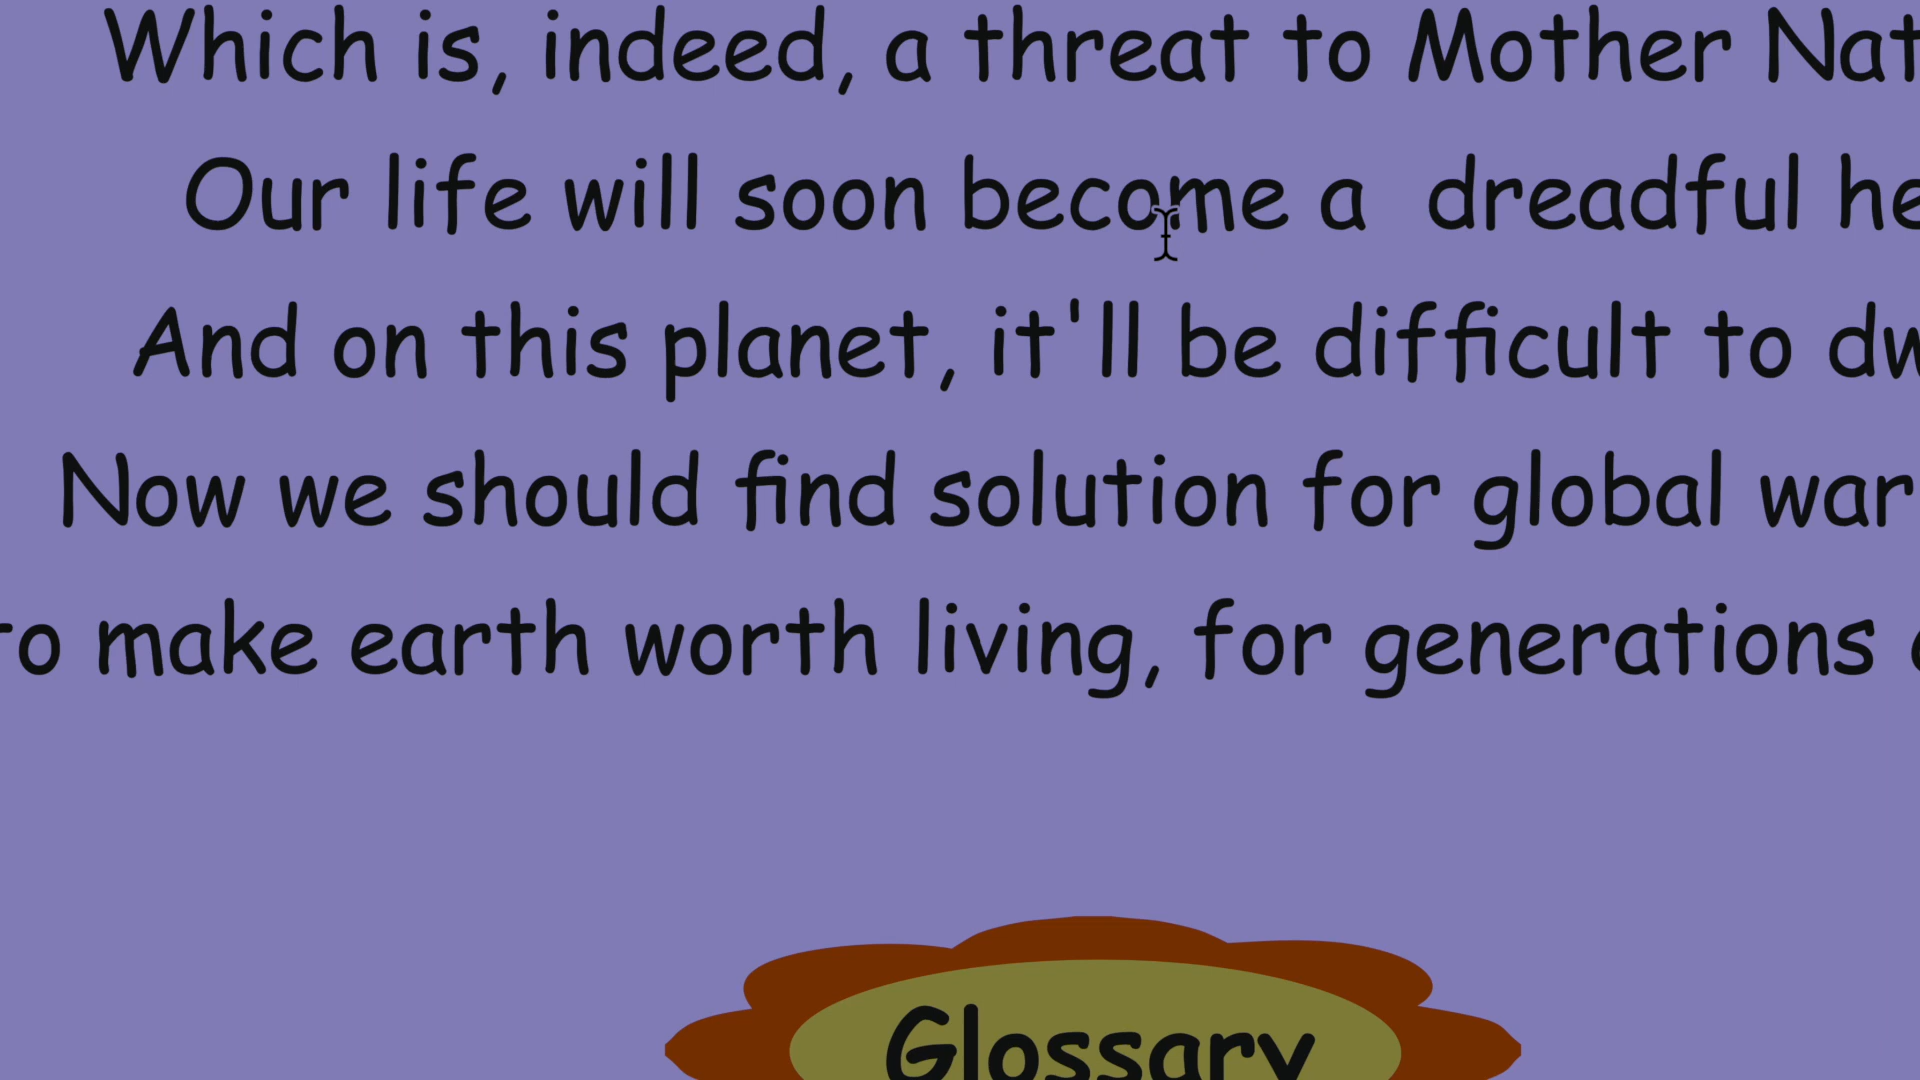 Which is, indeed, a threat to Mother Nat
Our life will soon become a  dreadful he
And on this planet, it'll be difficult to dw
Now we should find solution for global war
to make earth worth living, for generations
Glossary